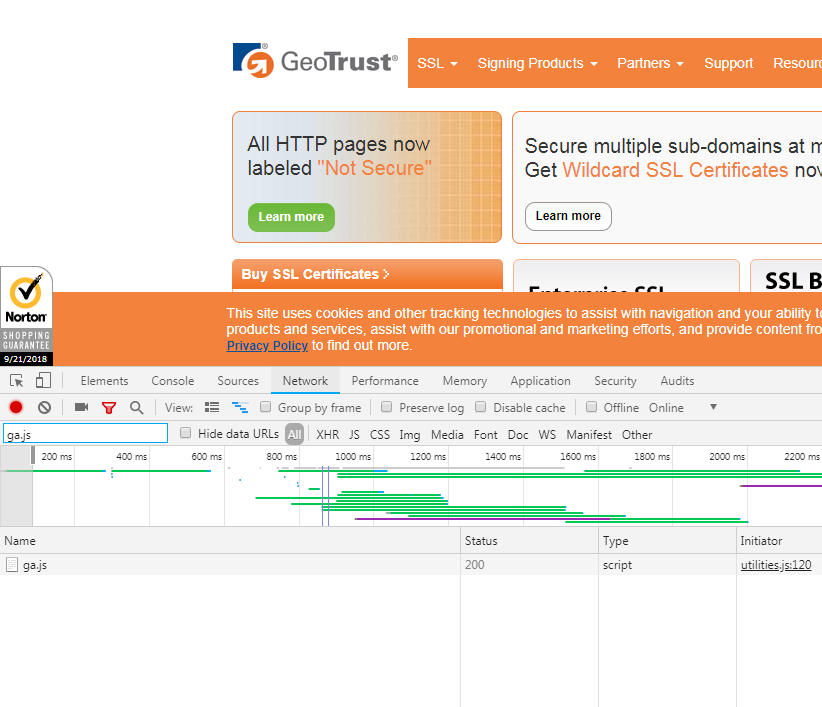 GeoTrust®
SSL Signing Products Partners Support Resour
All HTTP pages now
labeled "Not Secure"
Learn more
Secure multiple sub-domains at m
Get Wildcard SSL Certificates nov
Learn more
Buy SSL Certificates >
Enterprise SSL
SSL B
Norton
SHOPPING
GUARANTEE
9/21/2018
This site uses cookies and other tracking technologies to assist with navigation and your ability to
products and services, assist with our promotional and marketing efforts, and provide content fro
Privacy Policy to find out more.
Elements Console Sources Network Performance Memory Application Security Audits
View: Group by frame Preserve log Disable cache Offline Online
ga.js Hide data URLs All XHR JS CSS Img Media Font Doc WS Manifest Other
200 ms 400 ms 600 ms 800 ms 1000 ms 1200 ms 1400 ms 1600 ms 1800 ms 2000 ms 2200 ms
Name Status Type Initiator
ga.js 200 script utilities.js:120